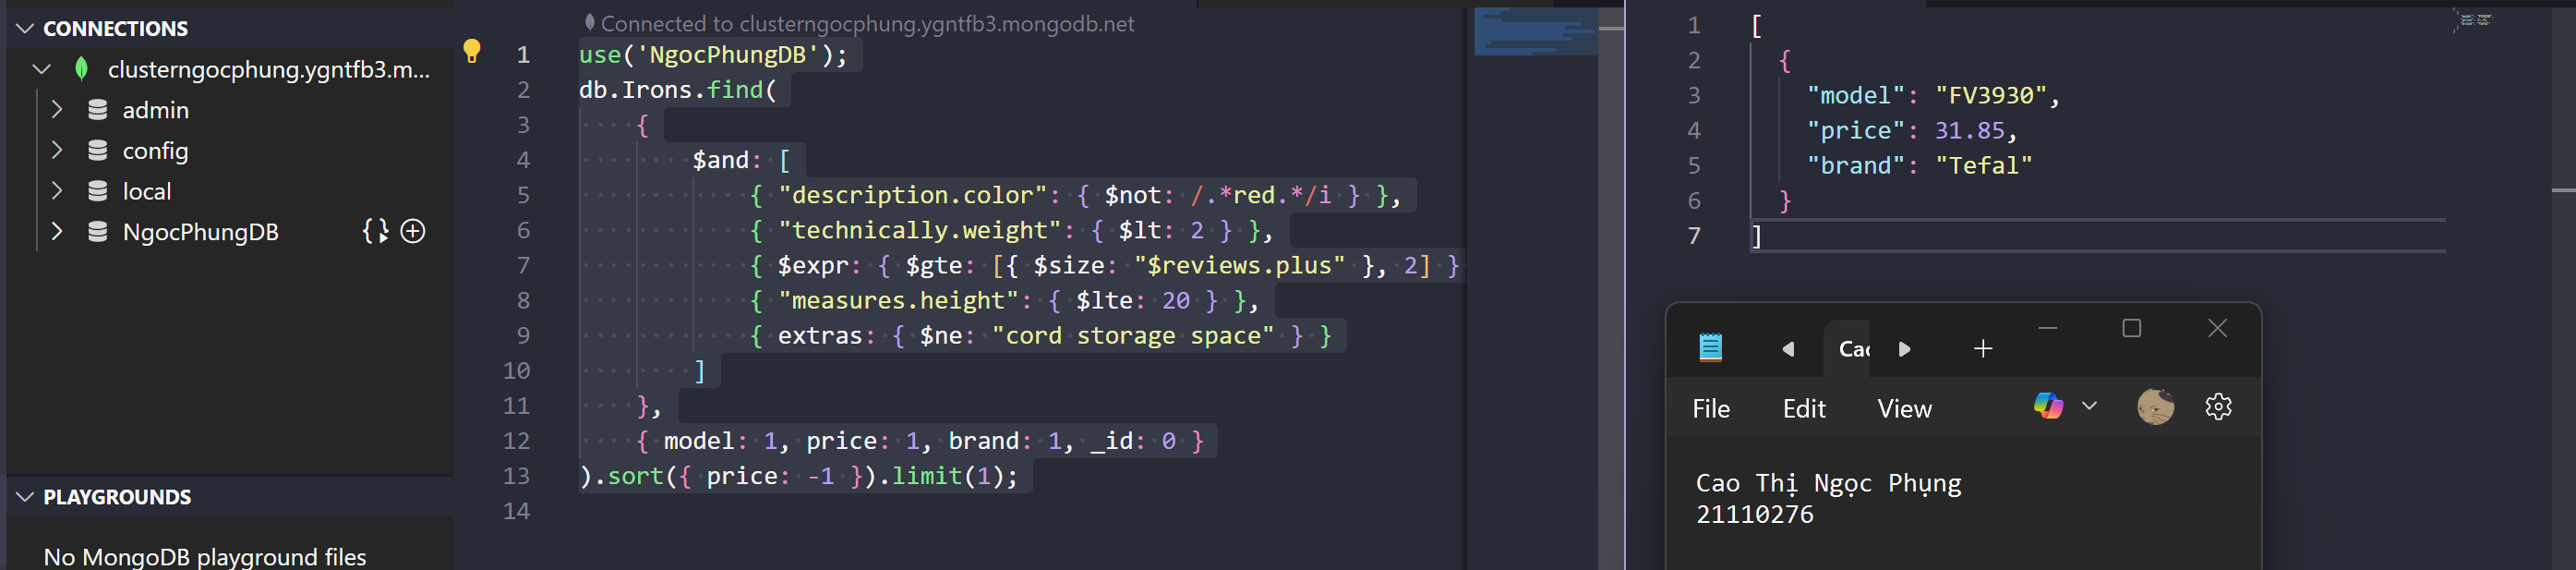 CONNECTIONS
clusterngocphung.ygntfb3.m...
admin
config
local
NgocPhungDB
PLAYGROUNDS
No MongoDB playground files
Connected to clusterngocphung.ygntfb3.mongodb.net
1 use('NgocPhungDB');
2 db.Irons.find(
3 {
4 $and: [
5 { "description.color": { $not: /.*red.*/i } },
6 { "technically.weight": { $lt: 2 } },
7 { $expr: { $gte: [{ $size: "$reviews.plus" }, 2] }
8 { "measures.height": { $lte: 20 } },
9 { extras: { $ne: "cord storage space" } }
10 ]
11 },
12 { model: 1, price: 1, brand: 1, _id: 0 }
13 ).sort({ price: -1 }).limit(1);
14
1 [
2 {
3 "model": "FV3930",
4 "price": 31.85,
5 "brand": "Tefal"
6 }
7 ]
Cao
File Edit View
Cao Thị Ngọc Phụng
21110276